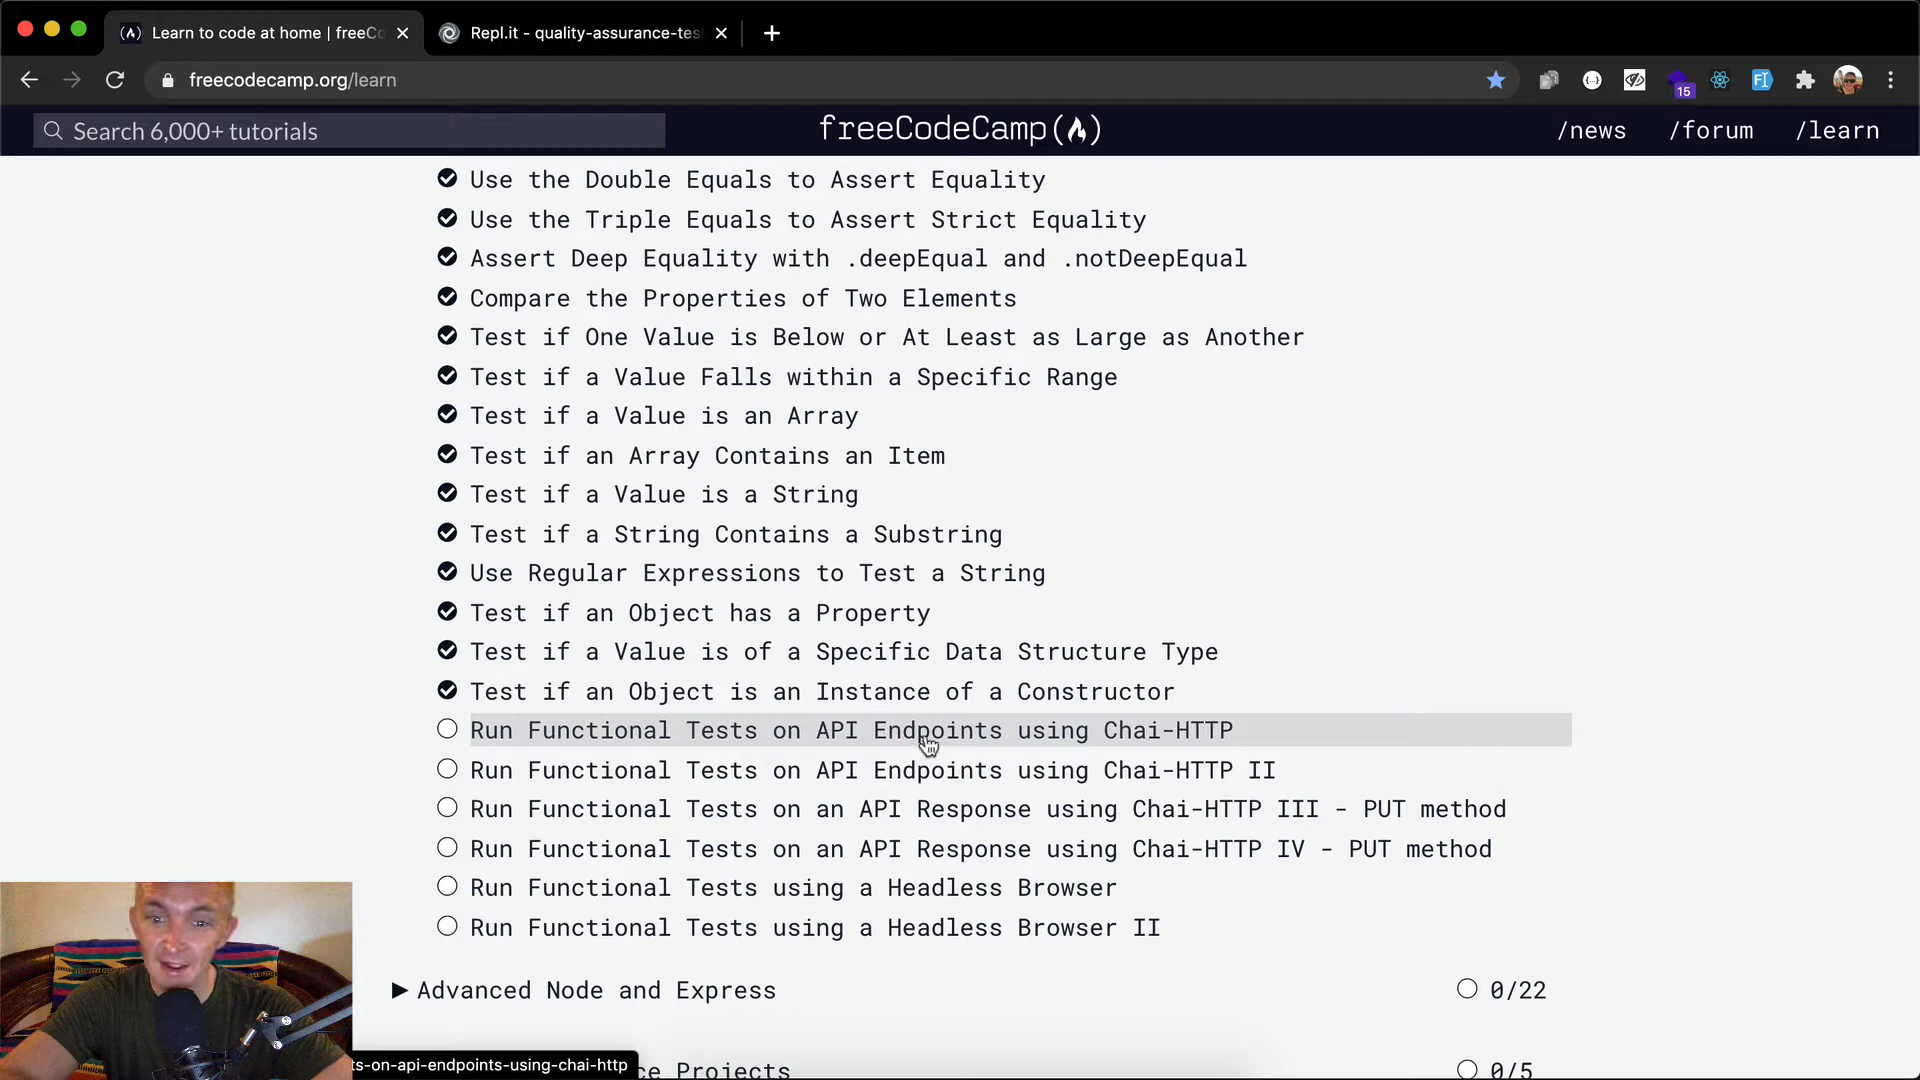 Learn to code at home | freeCo
Repl.it - quality-assurance-tes
freecodecamp.org/learn
15
Search 6,000+ tutorials
freeCodeCamp
/news
/forum
/learn
Use the Double Equals to Assert Equality
Use the Triple Equals to Assert Strict Equality
Assert Deep Equality with .deepEqual and .notDeepEqual
Compare the Properties of Two Elements
Test if One Value is Below or At Least as Large as Another
Test if a Value Falls within a Specific Range
Test if a Value is an Array
Test if an Array Contains an Item
Test if a Value is a String
Test if a String Contains a Substring
Use Regular Expressions to Test a String
Test if an Object has a Property
Test if a Value is of a Specific Data Structure Type
Test if an Object is an Instance of a Constructor
Run Functional Tests on API Endpoints using Chai-HTTP
Run Functional Tests on API Endpoints using Chai-HTTP II
Run Functional Tests on an API Response using Chai-HTTP III - PUT method
Run Functional Tests on an API Response using Chai-HTTP IV - PUT method
Run Functional Tests using a Headless Browser
Run Functional Tests using a Headless Browser II
Advanced Node and Express 0/22
ts-on-api-endpoints-using-chai-http
ce Projects 0/5